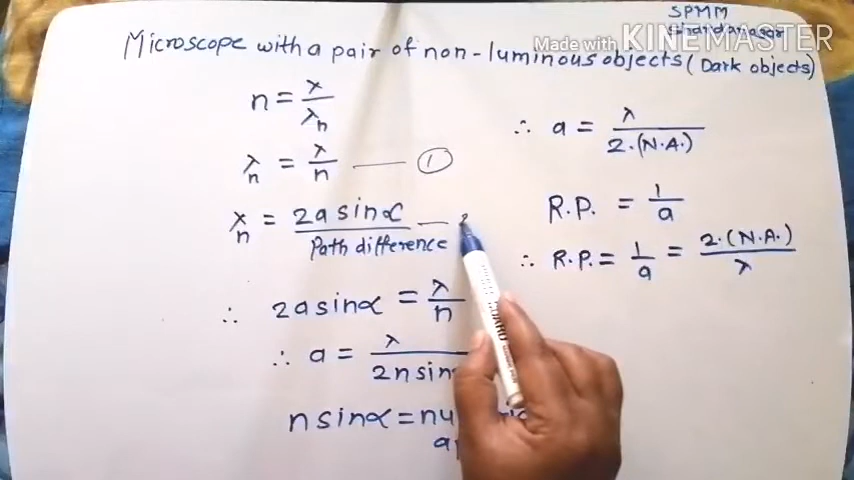 SPMM
Chandanagar
Made with KINEMASTER
Microscope with a pair of non-luminous objects (Dark objects)
n = λ/λn
λn = λ/n —— ①
λn = 2a sinα —
Path difference
∴ 2a sinα = λ/n
∴ a = λ/2n sin
n sinα =
∴ a = λ/2.(N.A.)
R.P. = 1/a
∴ R.P. = 1/a = 2.(N.A.)/λ